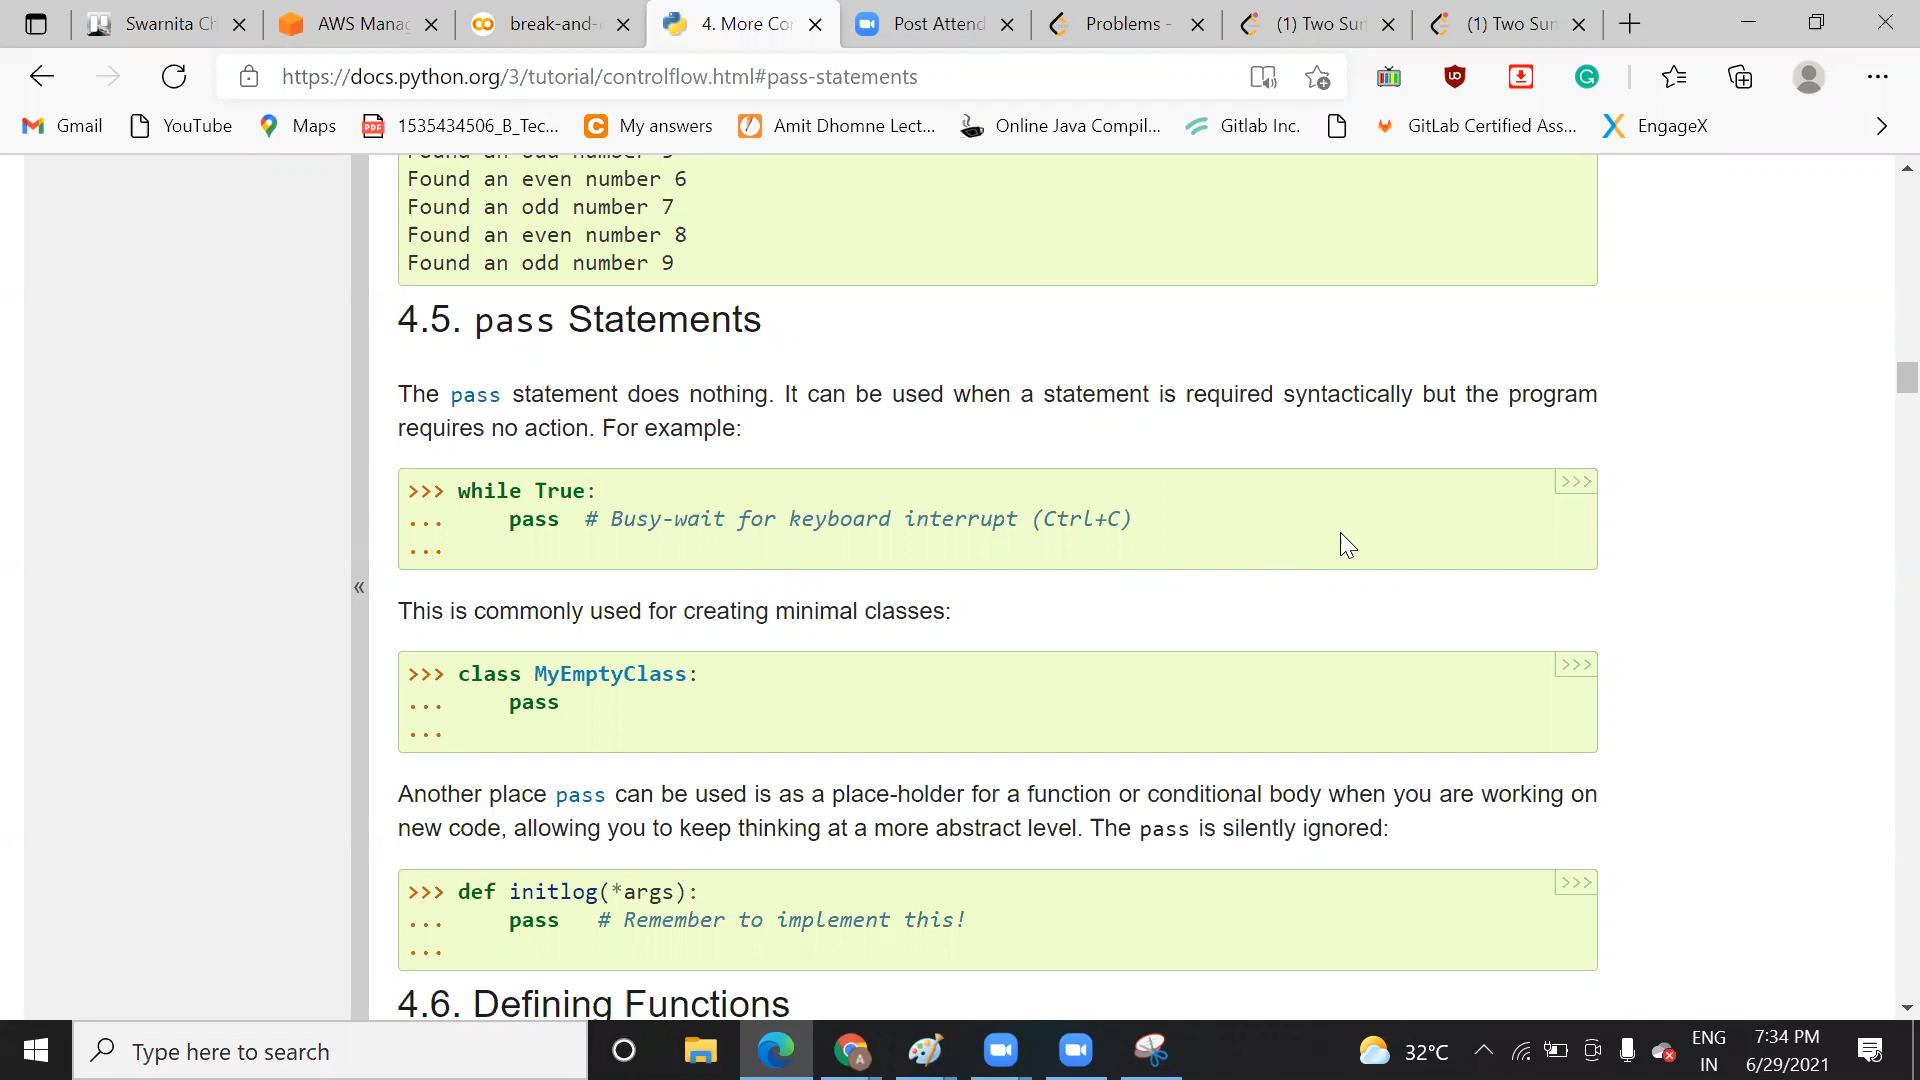 Swarnita Ch
AWS Manag
break-and-
4. More Co
Post Attend
Problems -
(1) Two Sum
(1) Two Sum
https://docs.python.org/3/tutorial/controlflow.html#pass-statements
Gmail
YouTube
Maps
1535434506_B_Tec...
My answers
Amit Dhomne Lect...
Online Java Compil...
Gitlab Inc.
GitLab Certified Ass...
EngageX
Found an even number 6
Found an odd number 7
Found an even number 8
Found an odd number 9
4.5. pass Statements
The pass statement does nothing. It can be used when a statement is required syntactically but the program
requires no action. For example:
>>> while True:
...     pass  # Busy-wait for keyboard interrupt (Ctrl+C)
...
>>>
«
This is commonly used for creating minimal classes:
>>> class MyEmptyClass:
...     pass
...
>>>
Another place pass can be used is as a place-holder for a function or conditional body when you are working on
new code, allowing you to keep thinking at a more abstract level. The pass is silently ignored:
>>> def initlog(*args):
...     pass   # Remember to implement this!
...
>>>
4.6. Defining Functions
Type here to search
32°C
ENG
IN
7:34 PM
6/29/2021